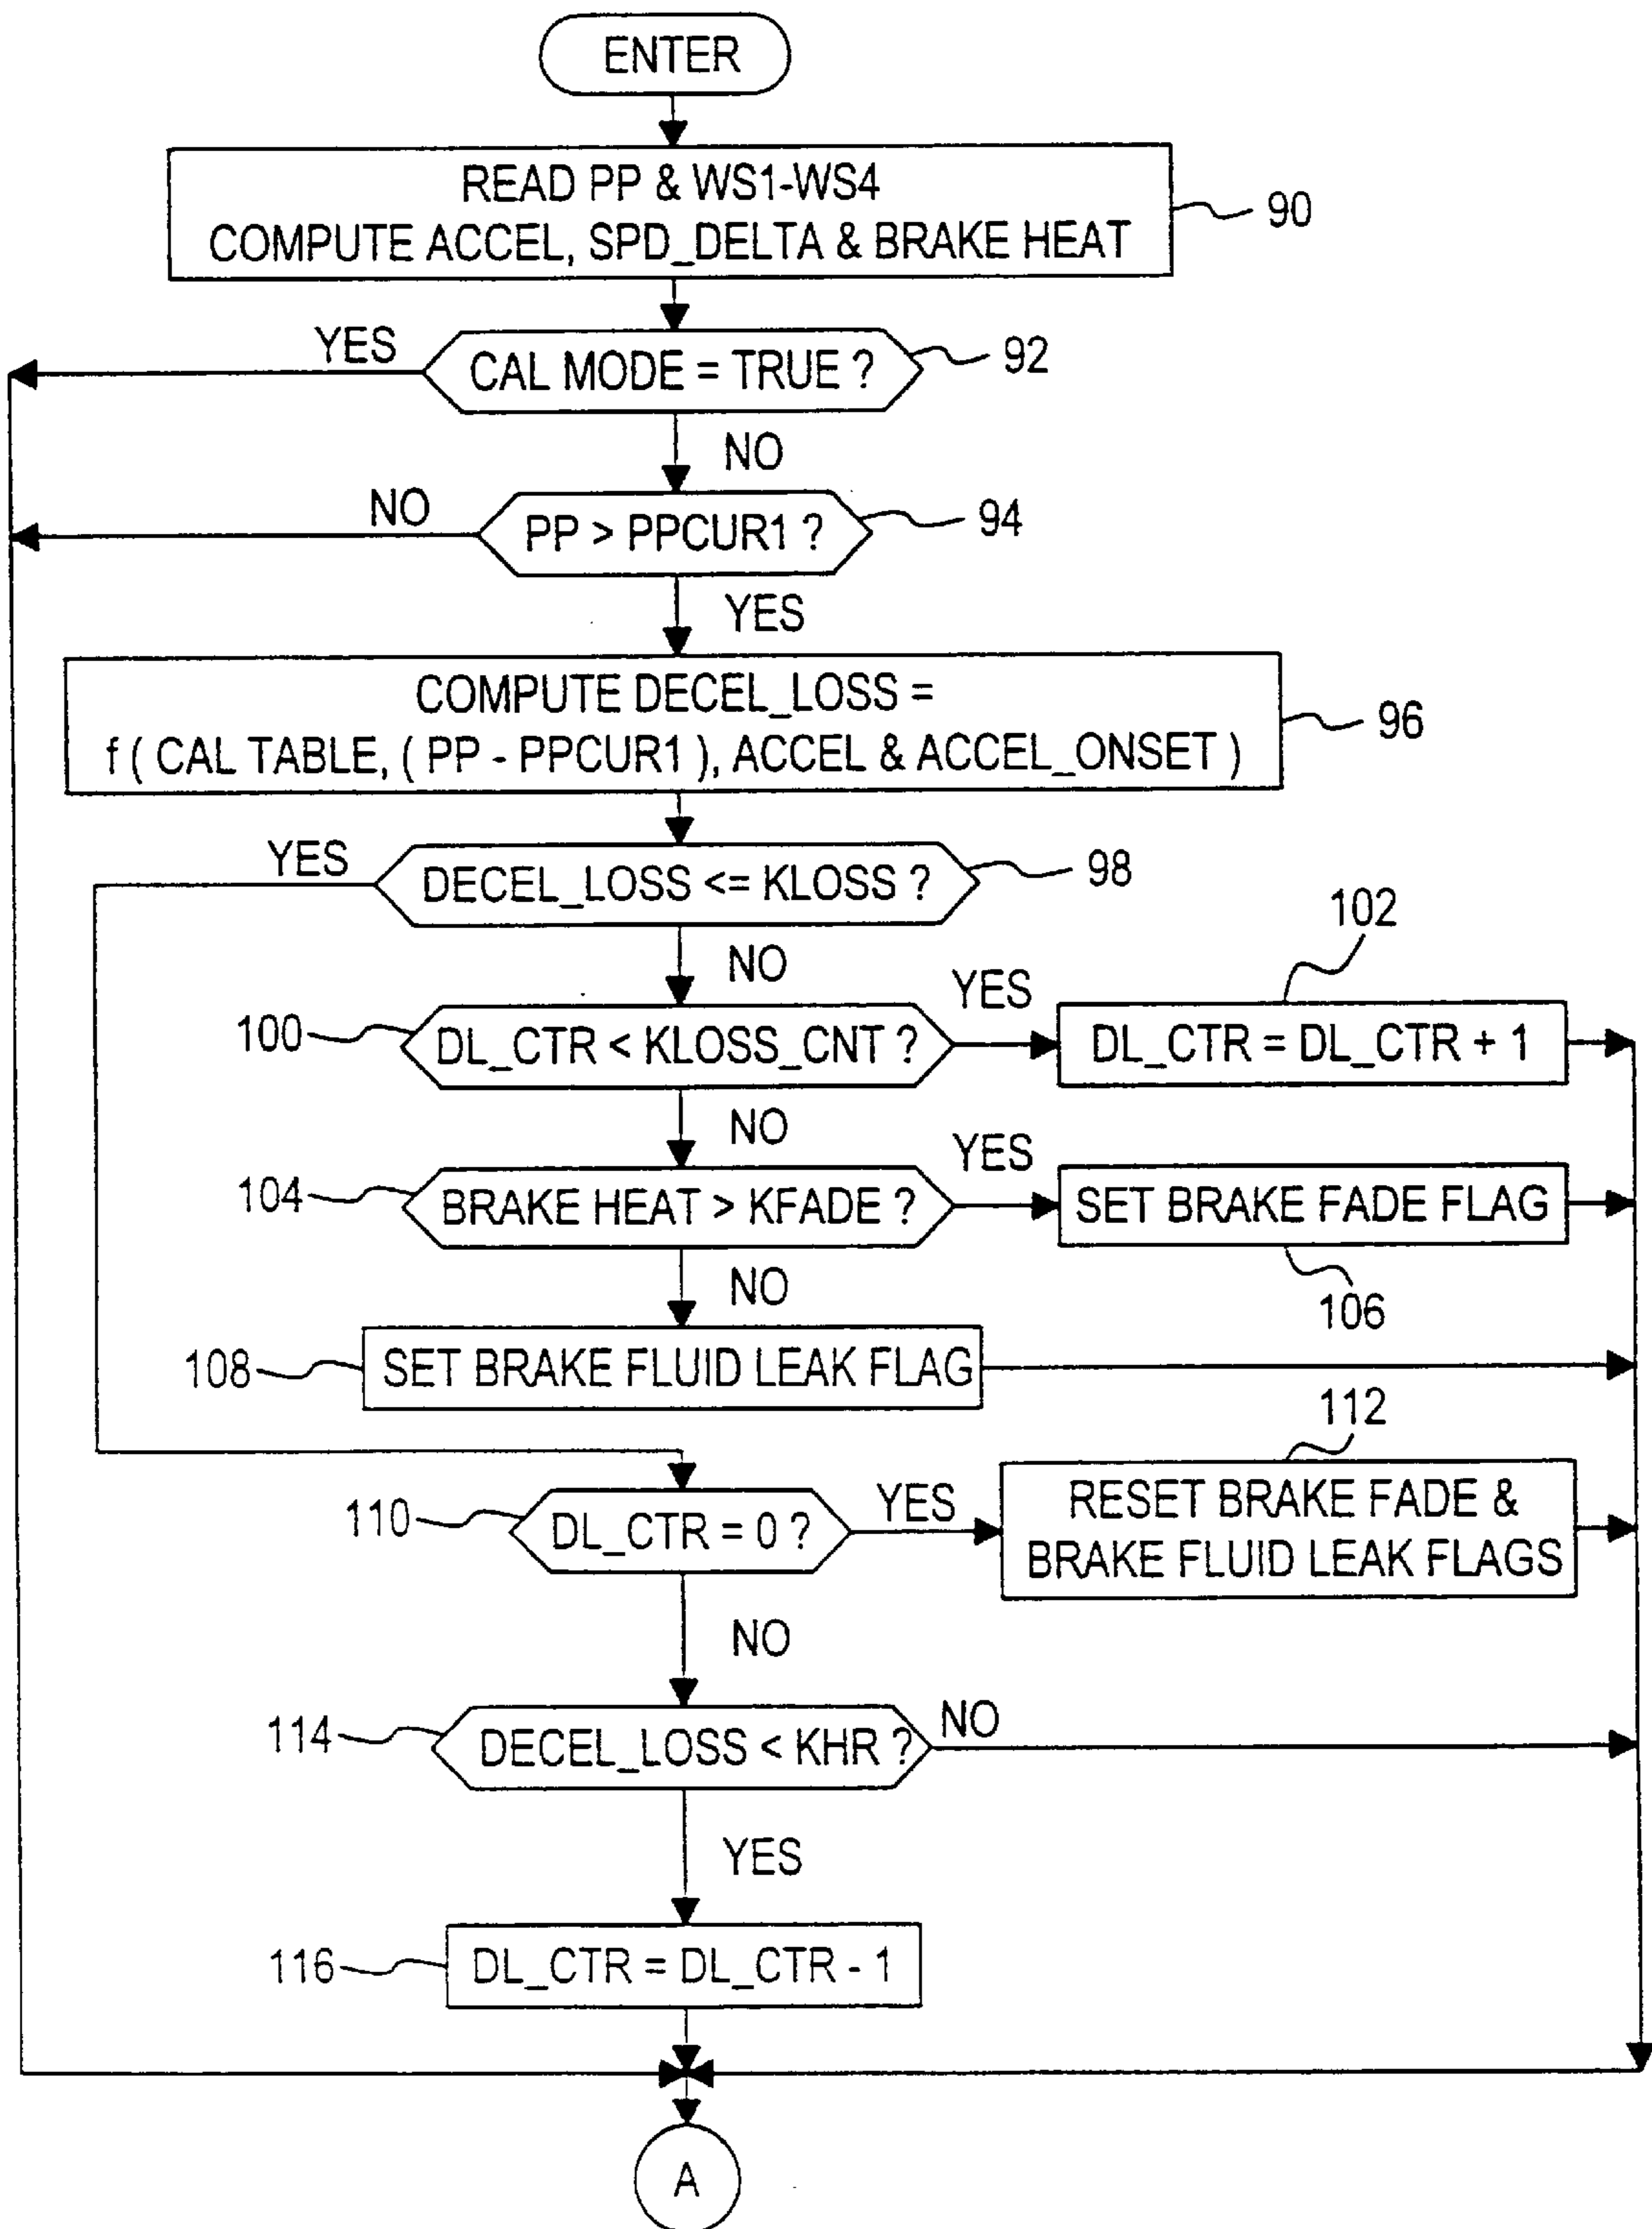 ENTER
READ PP & WS1-WS4
COMPUTE ACCEL, SPD_DELTA & BRAKE HEAT
90
YES
CAL MODE = TRUE ?
92
NO
NO
PP > PPCUR1 ?
94
YES
COMPUTE DECEL_LOSS =
f ( CAL TABLE, ( PP - PPCUR1 ), ACCEL & ACCEL_ONSET )
96
YES
DECEL_LOSS <= KLOSS ?
98
NO
102
100
DL_CTR < KLOSS_CNT ?
YES
DL_CTR = DL_CTR + 1
NO
104
BRAKE HEAT > KFADE ?
YES
SET BRAKE FADE FLAG
106
NO
108
SET BRAKE FLUID LEAK FLAG
112
110
DL_CTR = 0 ?
YES
RESET BRAKE FADE &
BRAKE FLUID LEAK FLAGS
NO
114
DECEL_LOSS < KHR ?
NO
YES
116
DL_CTR = DL_CTR - 1
A